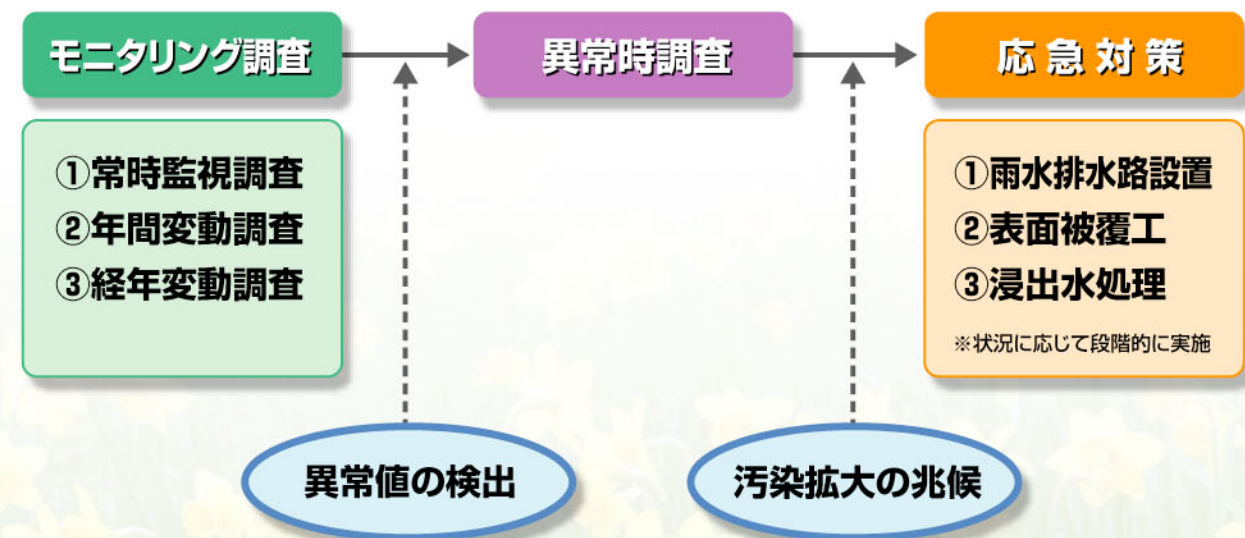 モニタリング調査
異常時調査
応急対策
①常時監視調査
②年間変動調査
③経年変動調査
①雨水排水路設置
②表面被覆工
③浸出水処理
※状況に応じて段階的に実施
異常値の検出
汚染拡大の兆候